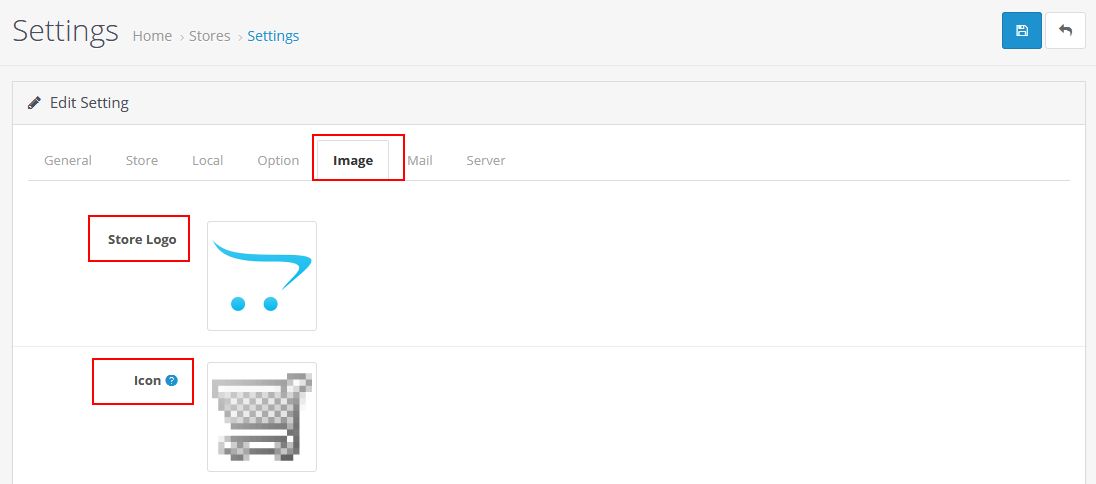 Settings Home › Stores › Settings
Edit Setting
General Store Local Option Image Mail Server
Store Logo
Icon ?